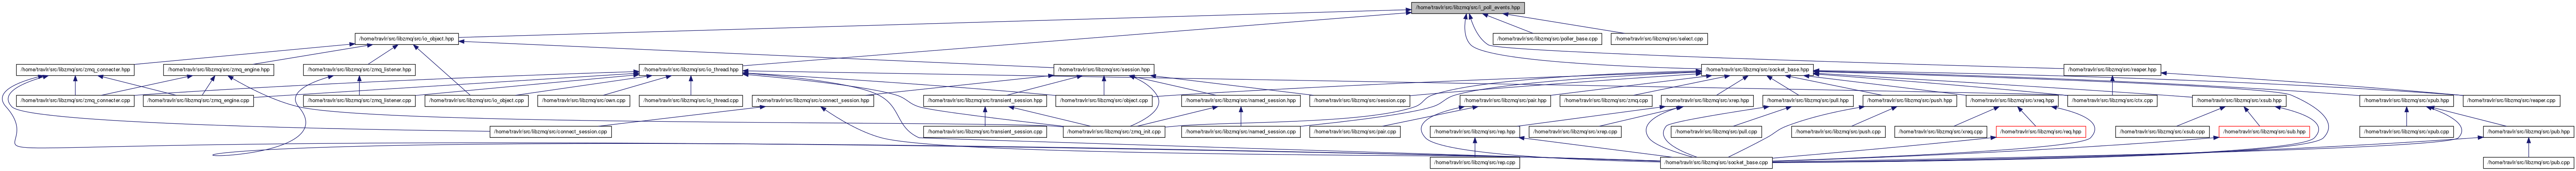 /home/travlr/src/libzmq/src/i_poll_events.hpp
/home/travlr/src/libzmq/src/io_object.hpp
/home/travlr/src/libzmq/src/poller_base.cpp
/home/travlr/src/libzmq/src/select.cpp
/home/travlr/src/libzmq/src/zmq_connecter.hpp
/home/travlr/src/libzmq/src/zmq_engine.hpp
/home/travlr/src/libzmq/src/zmq_listener.hpp
/home/travlr/src/libzmq/src/io_thread.hpp
/home/travlr/src/libzmq/src/session.hpp
/home/travlr/src/libzmq/src/socket_base.hpp
/home/travlr/src/libzmq/src/reaper.hpp
/home/travlr/src/libzmq/src/zmq_connecter.cpp
/home/travlr/src/libzmq/src/zmq_engine.cpp
/home/travlr/src/libzmq/src/zmq_listener.cpp
/home/travlr/src/libzmq/src/io_object.cpp
/home/travlr/src/libzmq/src/own.cpp
/home/travlr/src/libzmq/src/io_thread.cpp
/home/travlr/src/libzmq/src/connect_session.hpp
/home/travlr/src/libzmq/src/transient_session.hpp
/home/travlr/src/libzmq/src/object.cpp
/home/travlr/src/libzmq/src/named_session.hpp
/home/travlr/src/libzmq/src/session.cpp
/home/travlr/src/libzmq/src/pair.hpp
/home/travlr/src/libzmq/src/zmq.cpp
/home/travlr/src/libzmq/src/xrep.hpp
/home/travlr/src/libzmq/src/pull.hpp
/home/travlr/src/libzmq/src/push.hpp
/home/travlr/src/libzmq/src/xreq.hpp
/home/travlr/src/libzmq/src/ctx.cpp
/home/travlr/src/libzmq/src/xsub.hpp
/home/travlr/src/libzmq/src/xpub.hpp
/home/travlr/src/libzmq/src/reaper.cpp
/home/travlr/src/libzmq/src/connect_session.cpp
/home/travlr/src/libzmq/src/transient_session.cpp
/home/travlr/src/libzmq/src/zmq_init.cpp
/home/travlr/src/libzmq/src/named_session.cpp
/home/travlr/src/libzmq/src/pair.cpp
/home/travlr/src/libzmq/src/rep.hpp
/home/travlr/src/libzmq/src/xrep.cpp
/home/travlr/src/libzmq/src/pull.cpp
/home/travlr/src/libzmq/src/push.cpp
/home/travlr/src/libzmq/src/xreq.cpp
/home/travlr/src/libzmq/src/req.hpp
/home/travlr/src/libzmq/src/xsub.cpp
/home/travlr/src/libzmq/src/sub.hpp
/home/travlr/src/libzmq/src/xpub.cpp
/home/travlr/src/libzmq/src/pub.hpp
/home/travlr/src/libzmq/src/rep.cpp
/home/travlr/src/libzmq/src/socket_base.cpp
/home/travlr/src/libzmq/src/pub.cpp